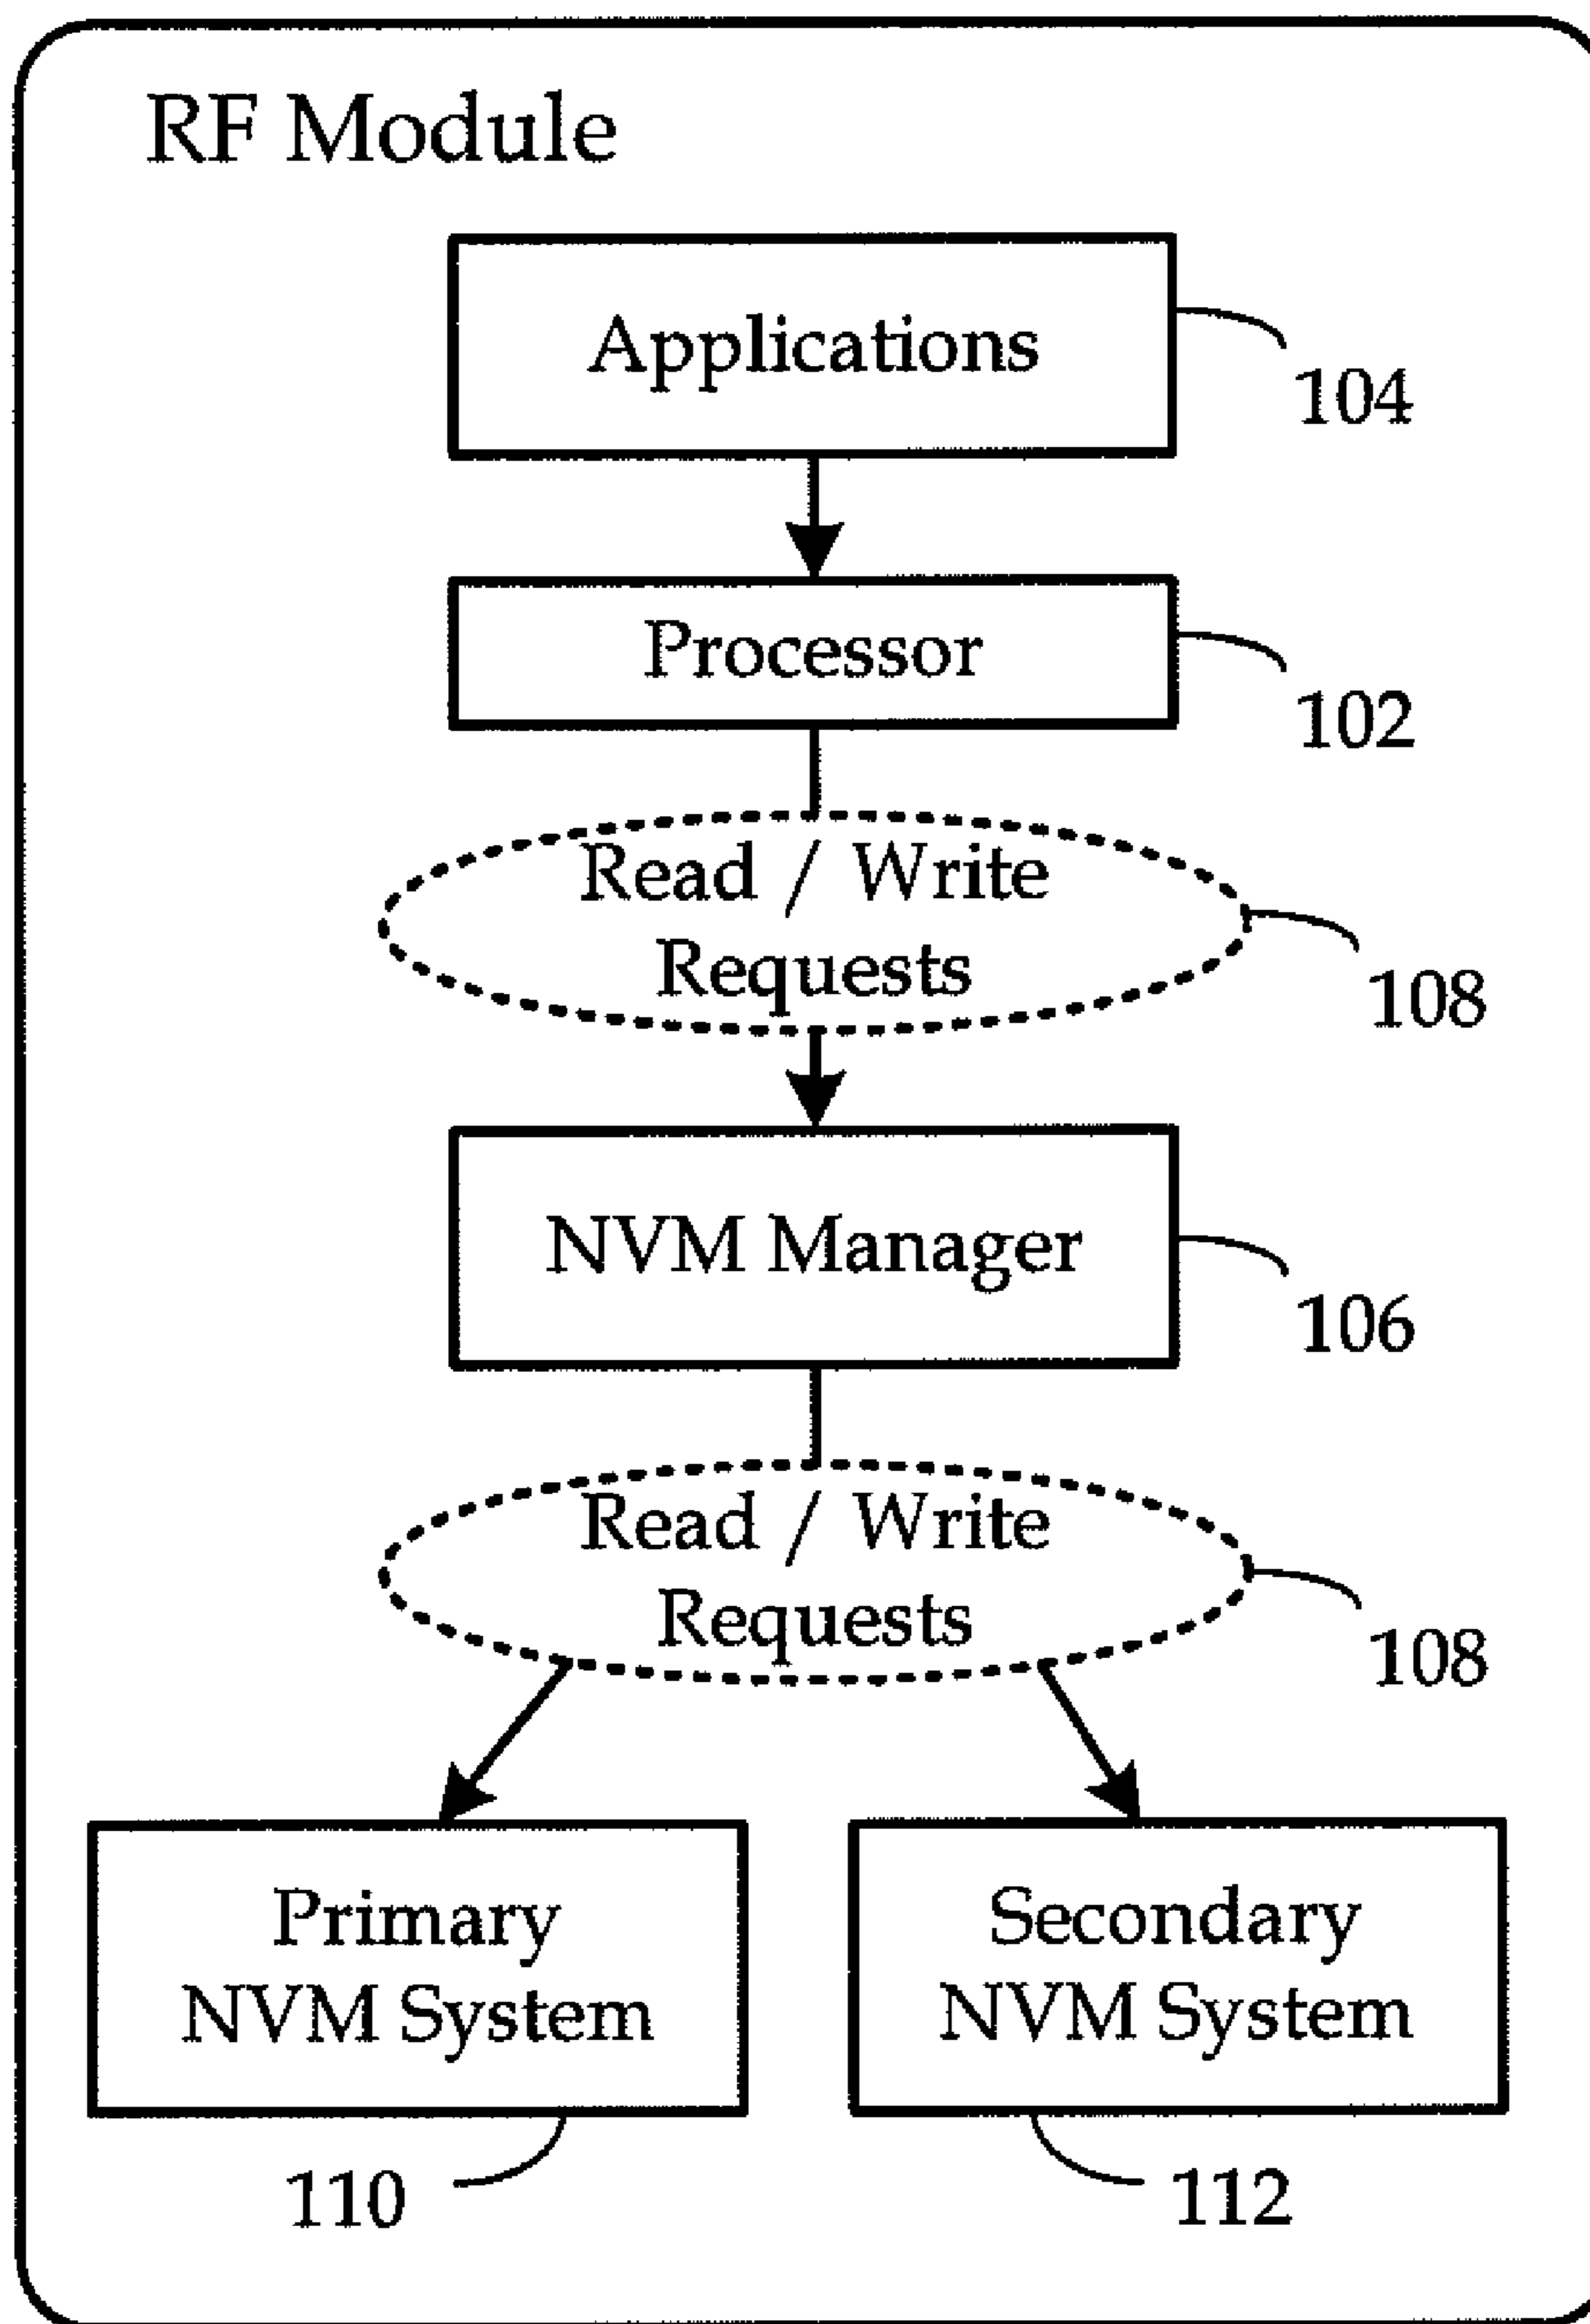 RF Module
Applications
104
Processor
102
Read / Write
Requests
108
NVM Manager
106
Read / Write
Requests
108
Primary
NVM System
Secondary
NVM System
110
112